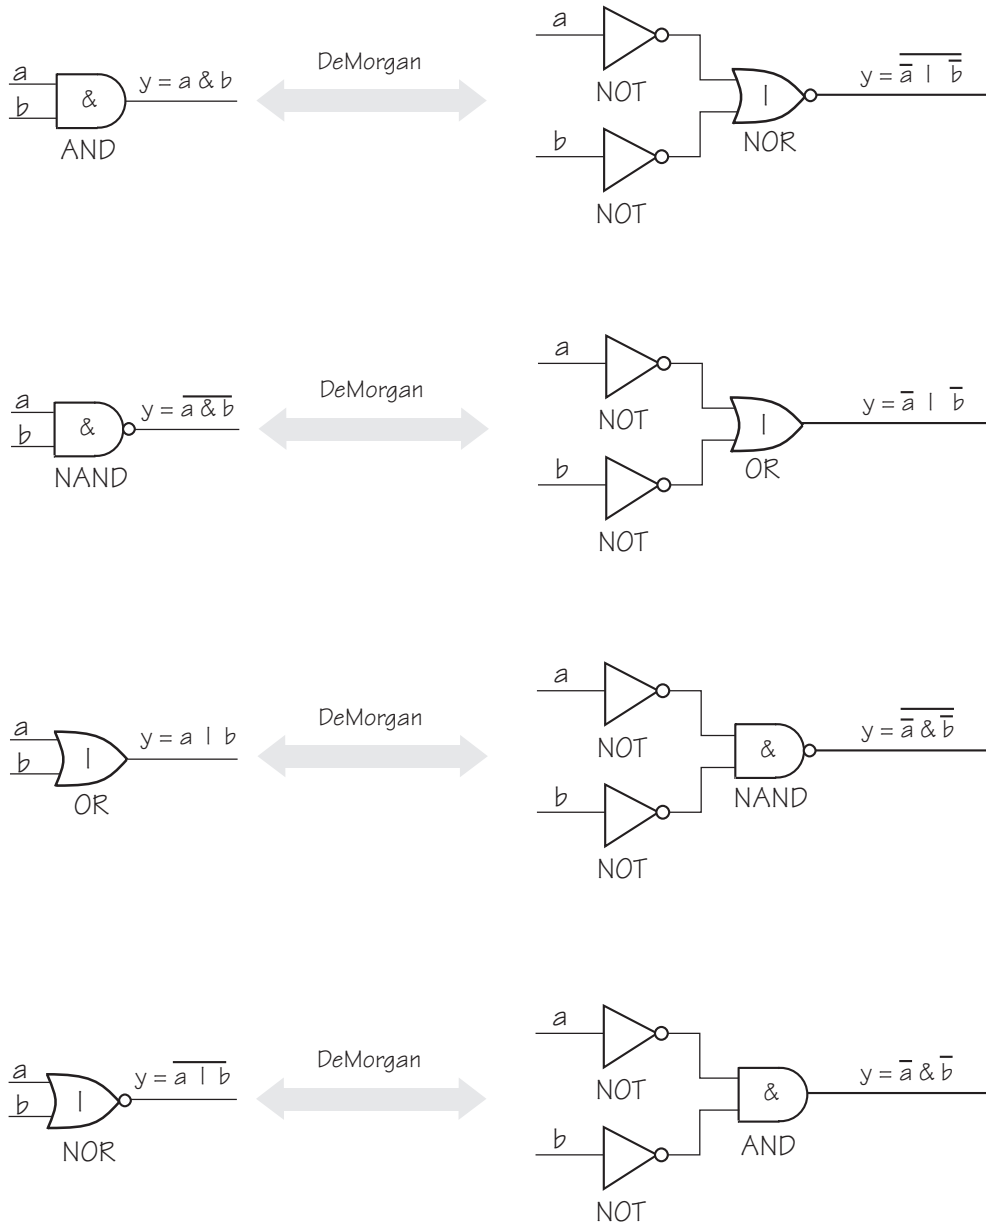 a
b
&
y = a & b
AND
DeMorgan
a
NOT
b
NOT
|
NOR
y = a̅ | b̅
a
b
&
y = a & b
NAND
DeMorgan
a
NOT
b
NOT
|
OR
y = a̅ | b̅
a
b
|
y = a | b
OR
DeMorgan
a
NOT
b
NOT
&
NAND
y = a̅ & b̅
a
b
|
y = a | b
NOR
DeMorgan
a
NOT
b
NOT
&
AND
y = a̅ & b̅